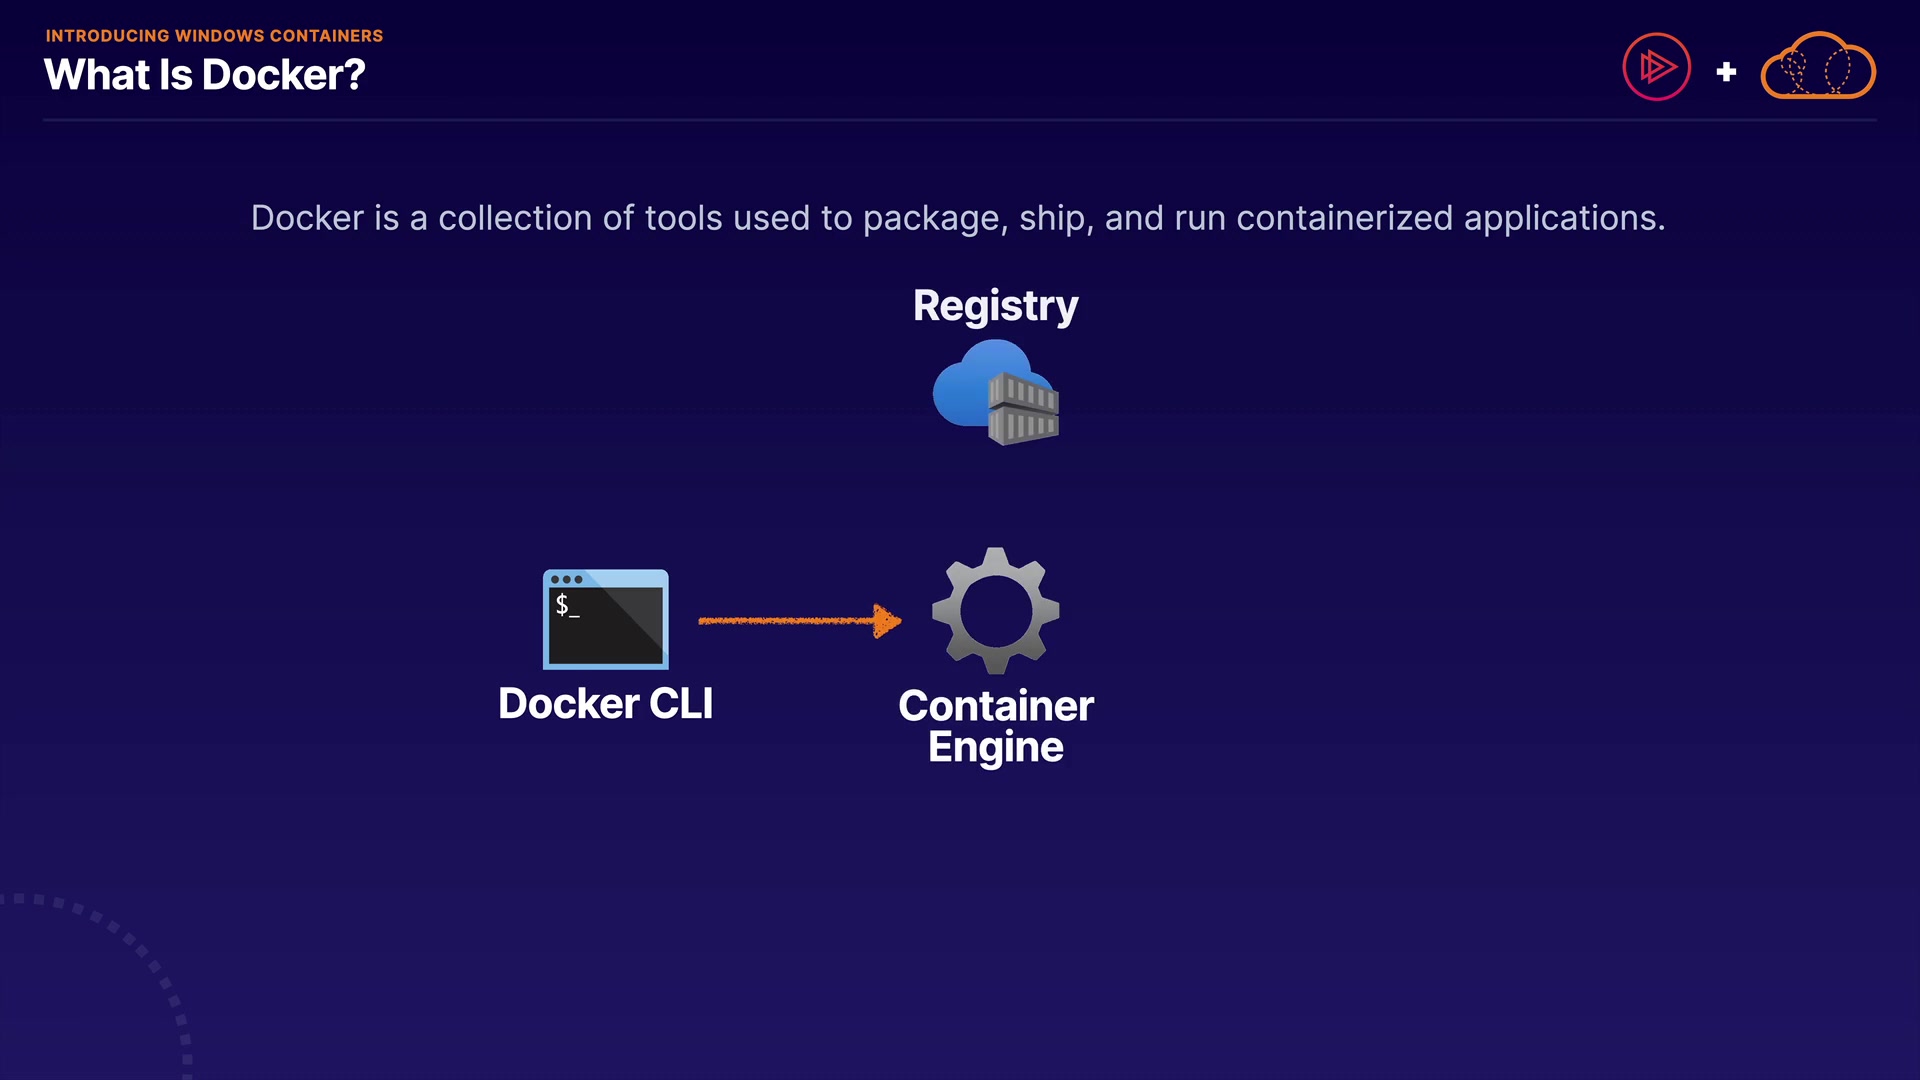 INTRODUCING WINDOWS CONTAINERS
What Is Docker?
Docker is a collection of tools used to package, ship, and run containerized applications.
Registry
$_
Docker CLI
Container
Engine